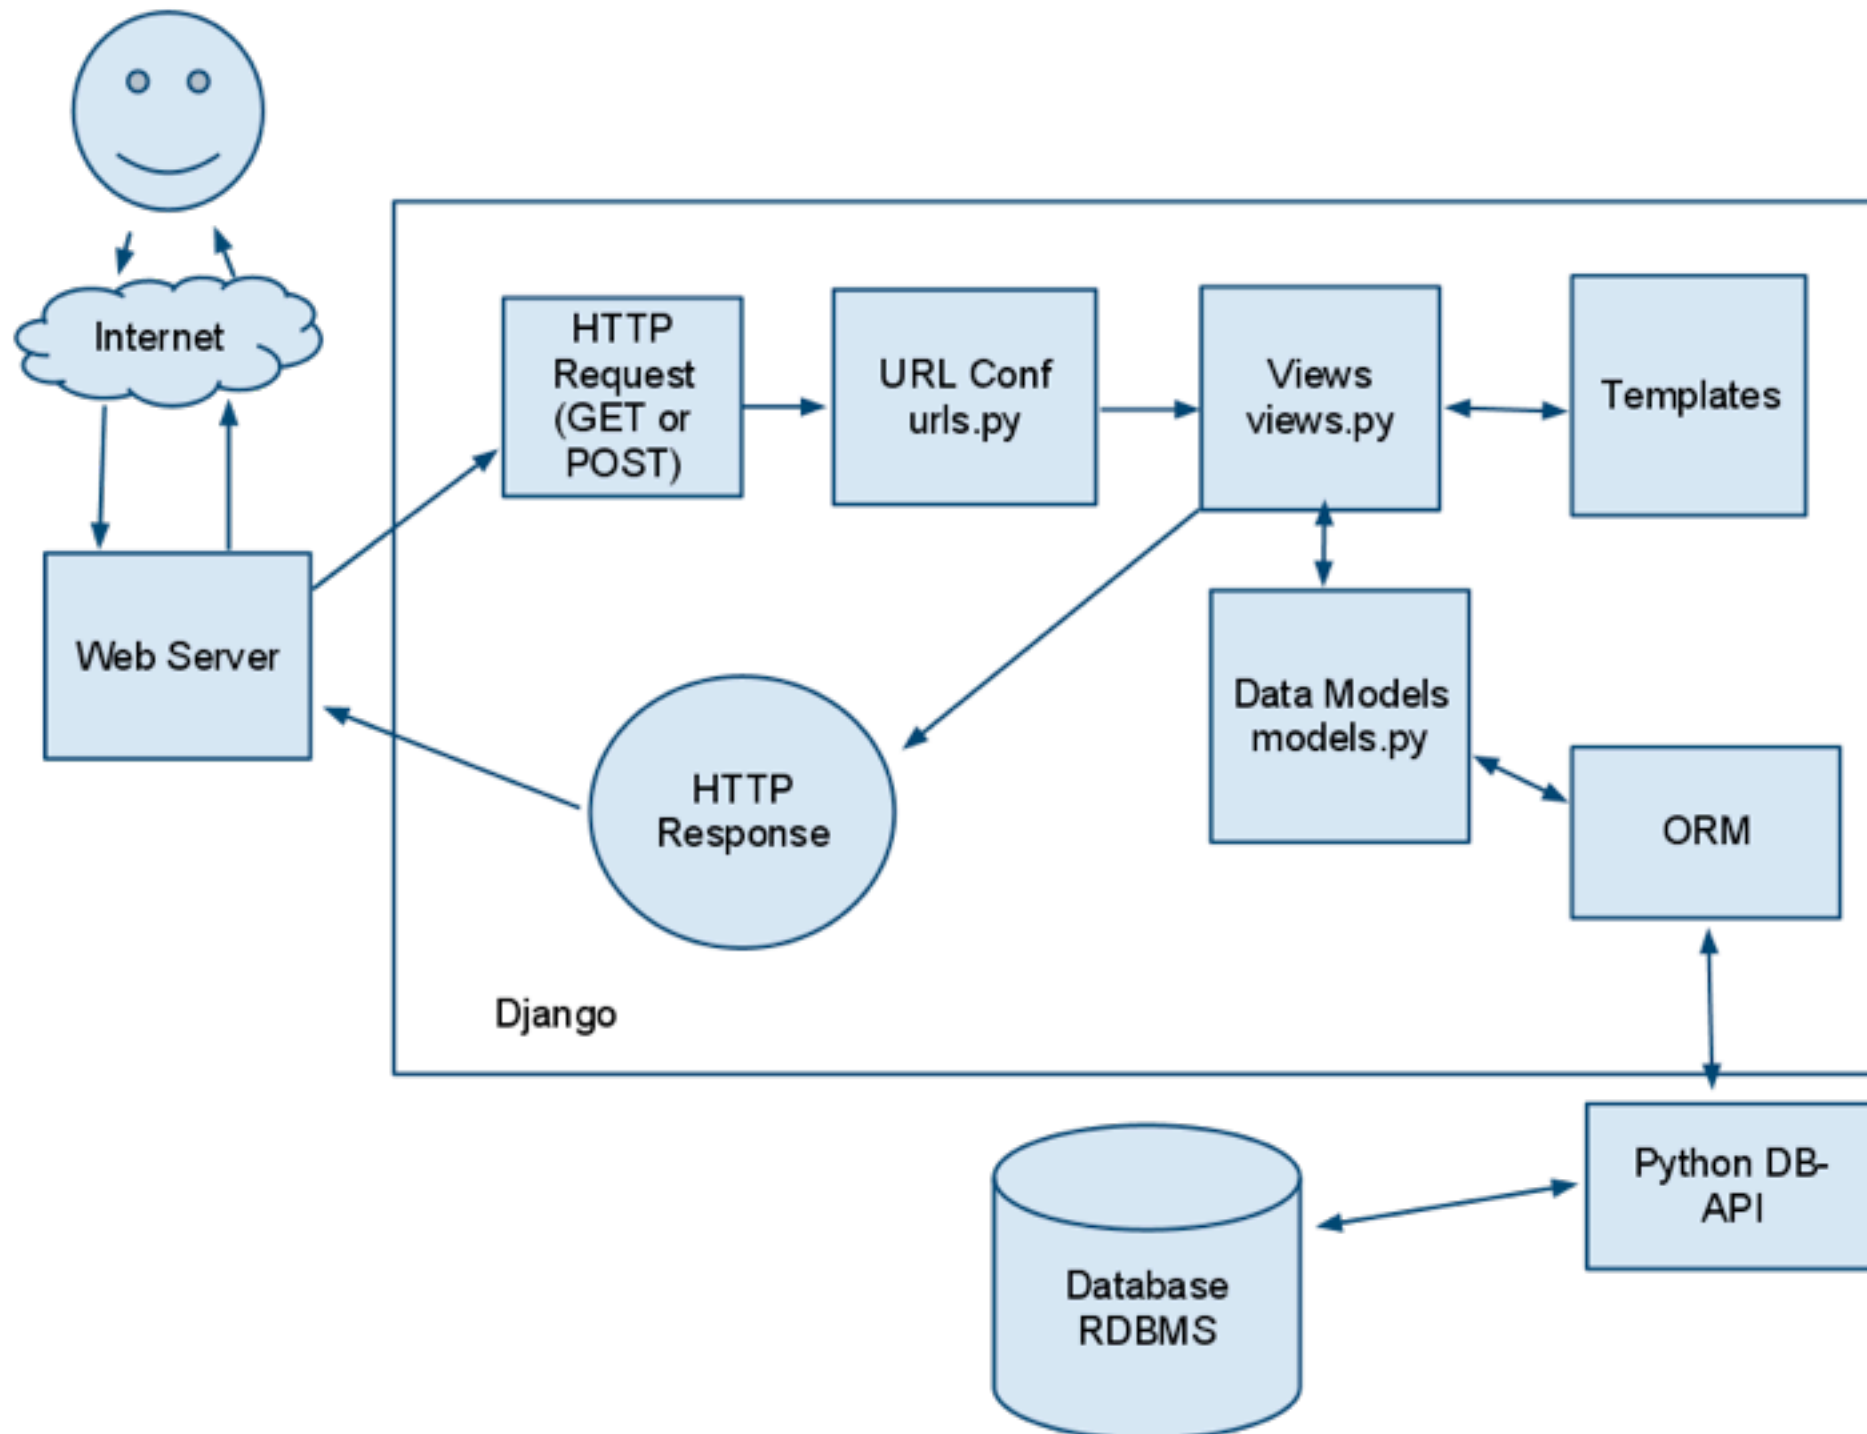 Internet
HTTP
Request
(GET or
POST)
URL Conf
urls.py
Views
views.py
Templates
Web Server
Data Models
models.py
HTTP
Response
ORM
Django
Python DB-
API
Database
RDBMS